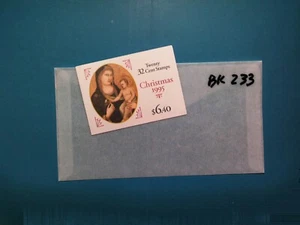 Twenty
32 Cent Stamps
Christmas
1995
$6.40
BK 233